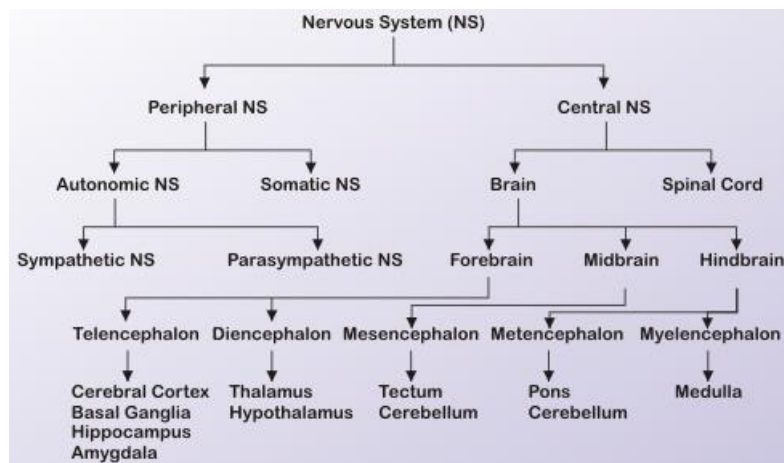 Nervous System (NS)
Peripheral NS
Central NS
Autonomic NS
Somatic NS
Brain
Spinal Cord
Sympathetic NS
Parasympathetic NS
Forebrain
Midbrain
Hindbrain
Telencephalon
Diencephalon
Mesencephalon
Metencephalon
Myelencephalon
Cerebral Cortex
Basal Ganglia
Hippocampus
Amygdala
Thalamus
Hypothalamus
Tectum
Cerebellum
Pons
Cerebellum
Medulla